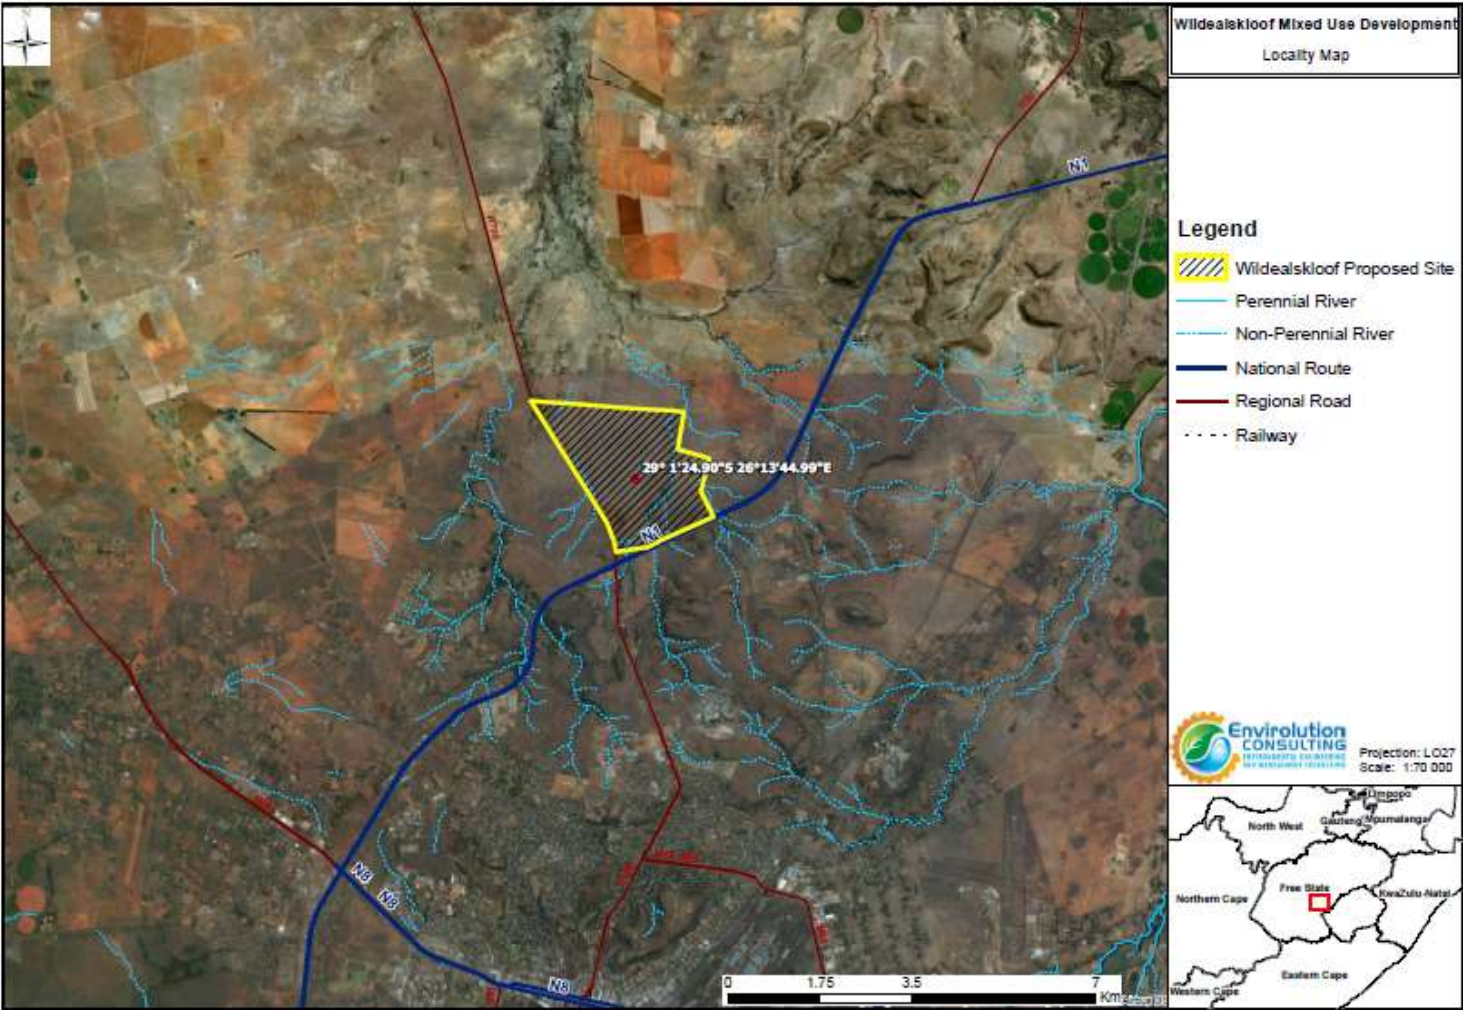 Wildealskloof Mixed Use Development
Locality Map
N1
29° 1'24.90"S 26°13'44.99"E
N1
N8
N8
N8
Legend
Wildealskloof Proposed Site
Perennial River
Non-Perennial River
National Route
Regional Road
Railway
Envirolution
CONSULTING
Projection: LO27
Scale: 1:70 000
0 1.75 3.5 7
Km
Limpopo
North West
Gauteng
Mpumalanga
Northern Cape
Free State
KwaZulu-Natal
Eastern Cape
Western Cape